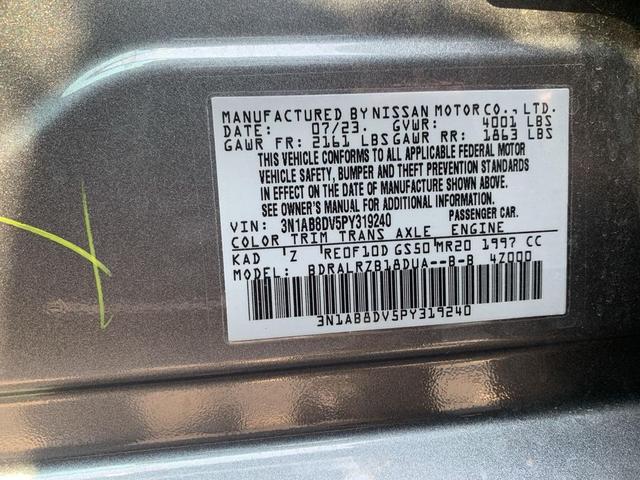 MANUFACTURED BY NISSAN MOTOR CO., LTD.
DATE: 07/23. GVWR: 4001 LBS
GAWR FR: 2161 LBS GAWR RR: 1863 LBS
THIS VEHICLE CONFORMS TO ALL APPLICABLE FEDERAL MOTOR
VEHICLE SAFETY, BUMPER AND THEFT PREVENTION STANDARDS
IN EFFECT ON THE DATE OF MANUFACTURE SHOWN ABOVE.
SEE OWNER'S MANUAL FOR ADDITIONAL INFORMATION.
VIN: 3N1AB8DV5PY319240 PASSENGER CAR.
COLOR TRIM TRANS AXLE ENGINE
KAD 'Z 'RE0F10D GS50'MR20 1997 CC
MODEL: BDRALRZB18DUA--B-B 4Z000
3N1AB8DV5PY319240